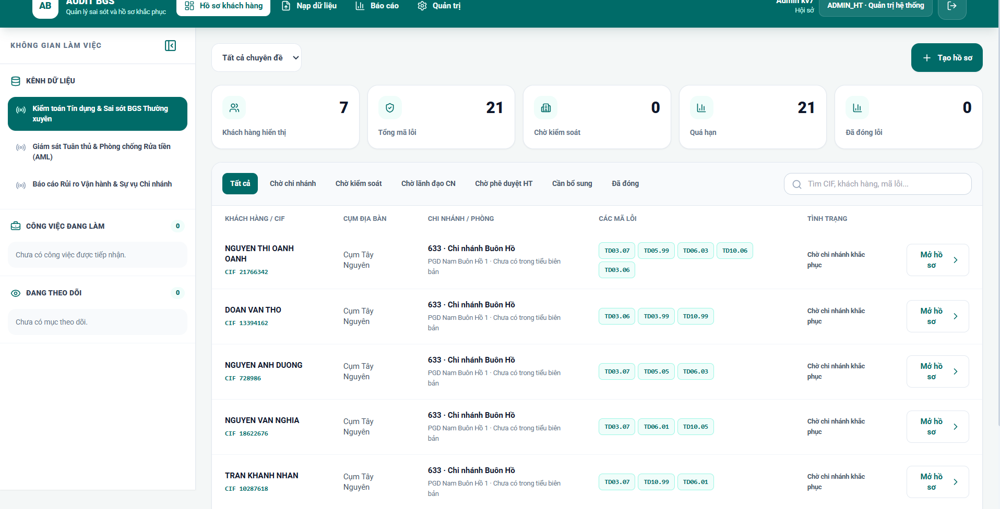 AB
AUDIT BGS
Quản lý sai sót và hồ sơ khắc phục
Hồ sơ khách hàng
Nạp dữ liệu
Báo cáo
Quản trị
Admin kv7
Hội sở
ADMIN_HT · Quản trị hệ thống
KHÔNG GIAN LÀM VIỆC
KÊNH DỮ LIỆU
Kiểm toán Tín dụng & Sai sót BGS Thường
xuyên
Giám sát Tuân thủ & Phòng chống Rửa tiền
(AML)
Báo cáo Rủi ro Vận hành & Sự vụ Chi nhánh
CÔNG VIỆC ĐANG LÀM
0
Chưa có công việc được tiếp nhận.
ĐANG THEO DÕI
0
Chưa có mục theo dõi.
Tất cả chuyên đề
Tạo hồ sơ
7
Khách hàng hiển thị
21
Tổng mã lỗi
0
Chờ kiểm soát
21
Quá hạn
0
Đã đóng lỗi
Tất cả
Chờ chi nhánh
Chờ kiểm soát
Chờ lãnh đạo CN
Chờ phê duyệt HT
Cần bổ sung
Đã đóng
Tìm CIF, khách hàng, mã lỗi...
KHÁCH HÀNG / CIF
CỤM ĐỊA BÀN
CHI NHÁNH / PHÒNG
CÁC MÃ LỖI
TÌNH TRẠNG
NGUYEN THI OANH
OANH
CIF 21766342
Cụm Tây
Nguyên
633 · Chi nhánh Buôn Hồ
PGD Nam Buôn Hồ 1 · Chưa có trong tiểu biên
bản
TD03.07
TD05.99
TD06.03
TD10.06
TD03.06
Chờ chi nhánh khắc
phục
Mở hồ
sơ
DOAN VAN THO
CIF 13394162
Cụm Tây
Nguyên
633 · Chi nhánh Buôn Hồ
PGD Nam Buôn Hồ 1 · Chưa có trong tiểu biên
bản
TD03.06
TD03.99
TD10.99
Chờ chi nhánh khắc
phục
Mở hồ
sơ
NGUYEN ANH DUONG
CIF 728986
Cụm Tây
Nguyên
633 · Chi nhánh Buôn Hồ
PGD Nam Buôn Hồ 1 · Chưa có trong tiểu biên
bản
TD03.07
TD05.05
TD06.03
Chờ chi nhánh khắc
phục
Mở hồ
sơ
NGUYEN VAN NGHIA
CIF 18622676
Cụm Tây
Nguyên
633 · Chi nhánh Buôn Hồ
PGD Nam Buôn Hồ 1 · Chưa có trong tiểu biên
bản
TD03.07
TD06.01
TD10.05
Chờ chi nhánh khắc
phục
Mở hồ
sơ
TRAN KHANH NHAN
CIF 10287618
Cụm Tây
Nguyên
633 · Chi nhánh Buôn Hồ
PGD Nam Buôn Hồ 1 · Chưa có trong tiểu biên
bản
TD03.07
TD10.99
TD06.01
Chờ chi nhánh khắc
phục
Mở hồ
sơ